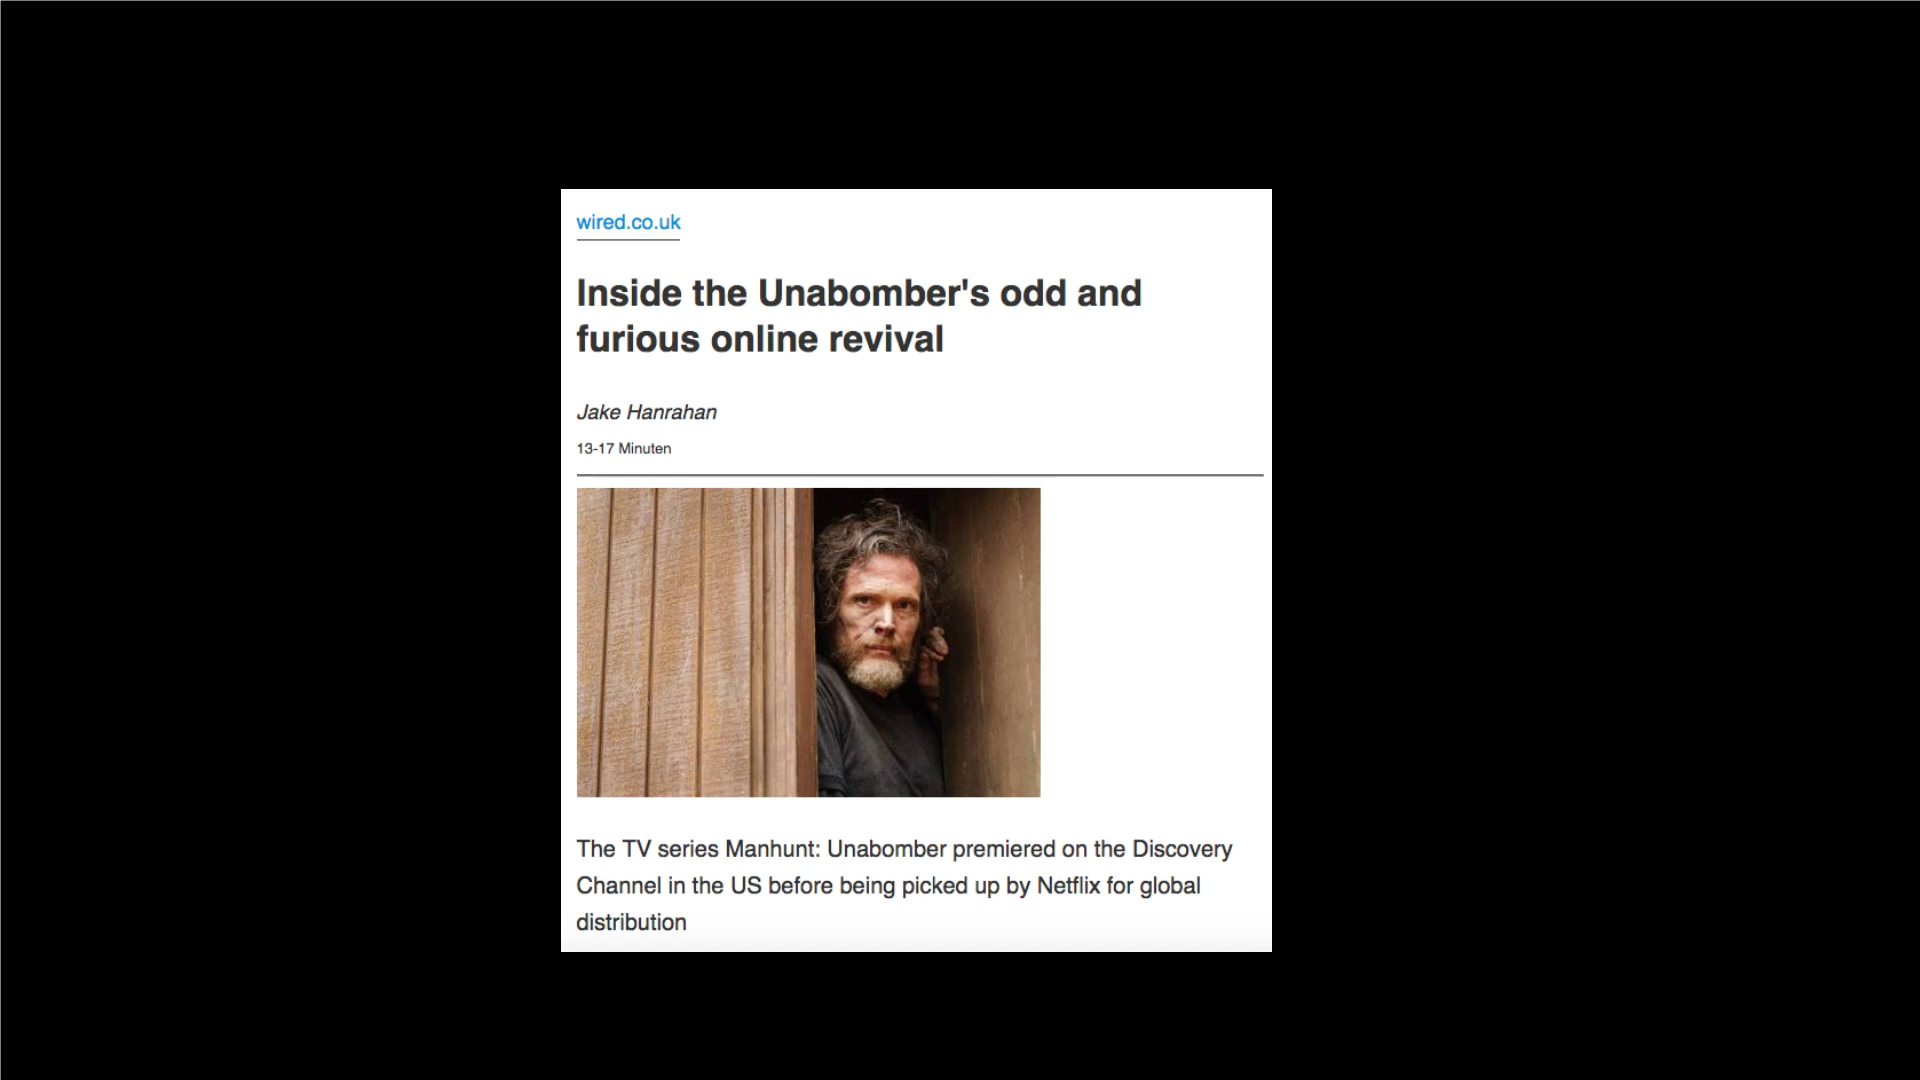 wired.co.uk
Inside the Unabomber's odd and
furious online revival
Jake Hanrahan
13-17 Minuten
The TV series Manhunt: Unabomber premiered on the Discovery
Channel in the US before being picked up by Netflix for global
distribution